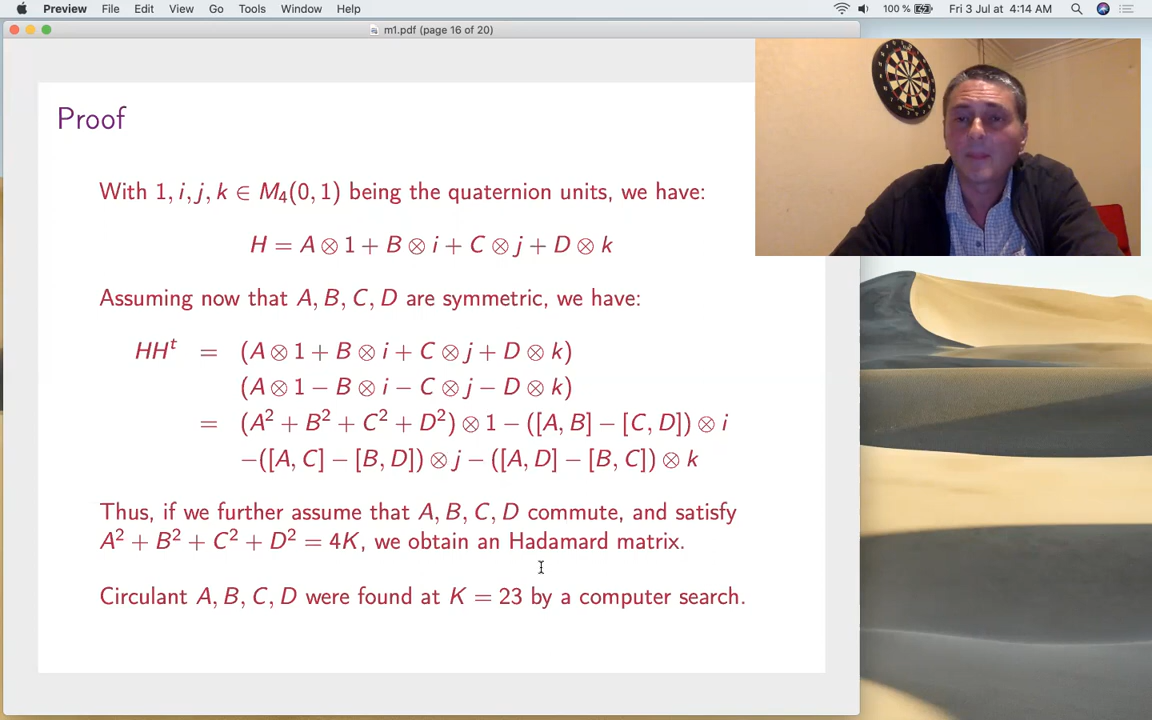 Preview File Edit View Go Tools Window Help 100 % Fri 3 Jul at 4:14 AM
m1.pdf (page 16 of 20)
Proof
With 1, i, j, k ∈ M₄(0, 1) being the quaternion units, we have:
H = A ⊗ 1 + B ⊗ i + C ⊗ j + D ⊗ k
Assuming now that A, B, C, D are symmetric, we have:
HHᵗ = (A ⊗ 1 + B ⊗ i + C ⊗ j + D ⊗ k)
(A ⊗ 1 − B ⊗ i − C ⊗ j − D ⊗ k)
= (A² + B² + C² + D²) ⊗ 1 − ([A, B] − [C, D]) ⊗ i
−([A, C] − [B, D]) ⊗ j − ([A, D] − [B, C]) ⊗ k
Thus, if we further assume that A, B, C, D commute, and satisfy
A² + B² + C² + D² = 4K, we obtain an Hadamard matrix.
Circulant A, B, C, D were found at K = 23 by a computer search.